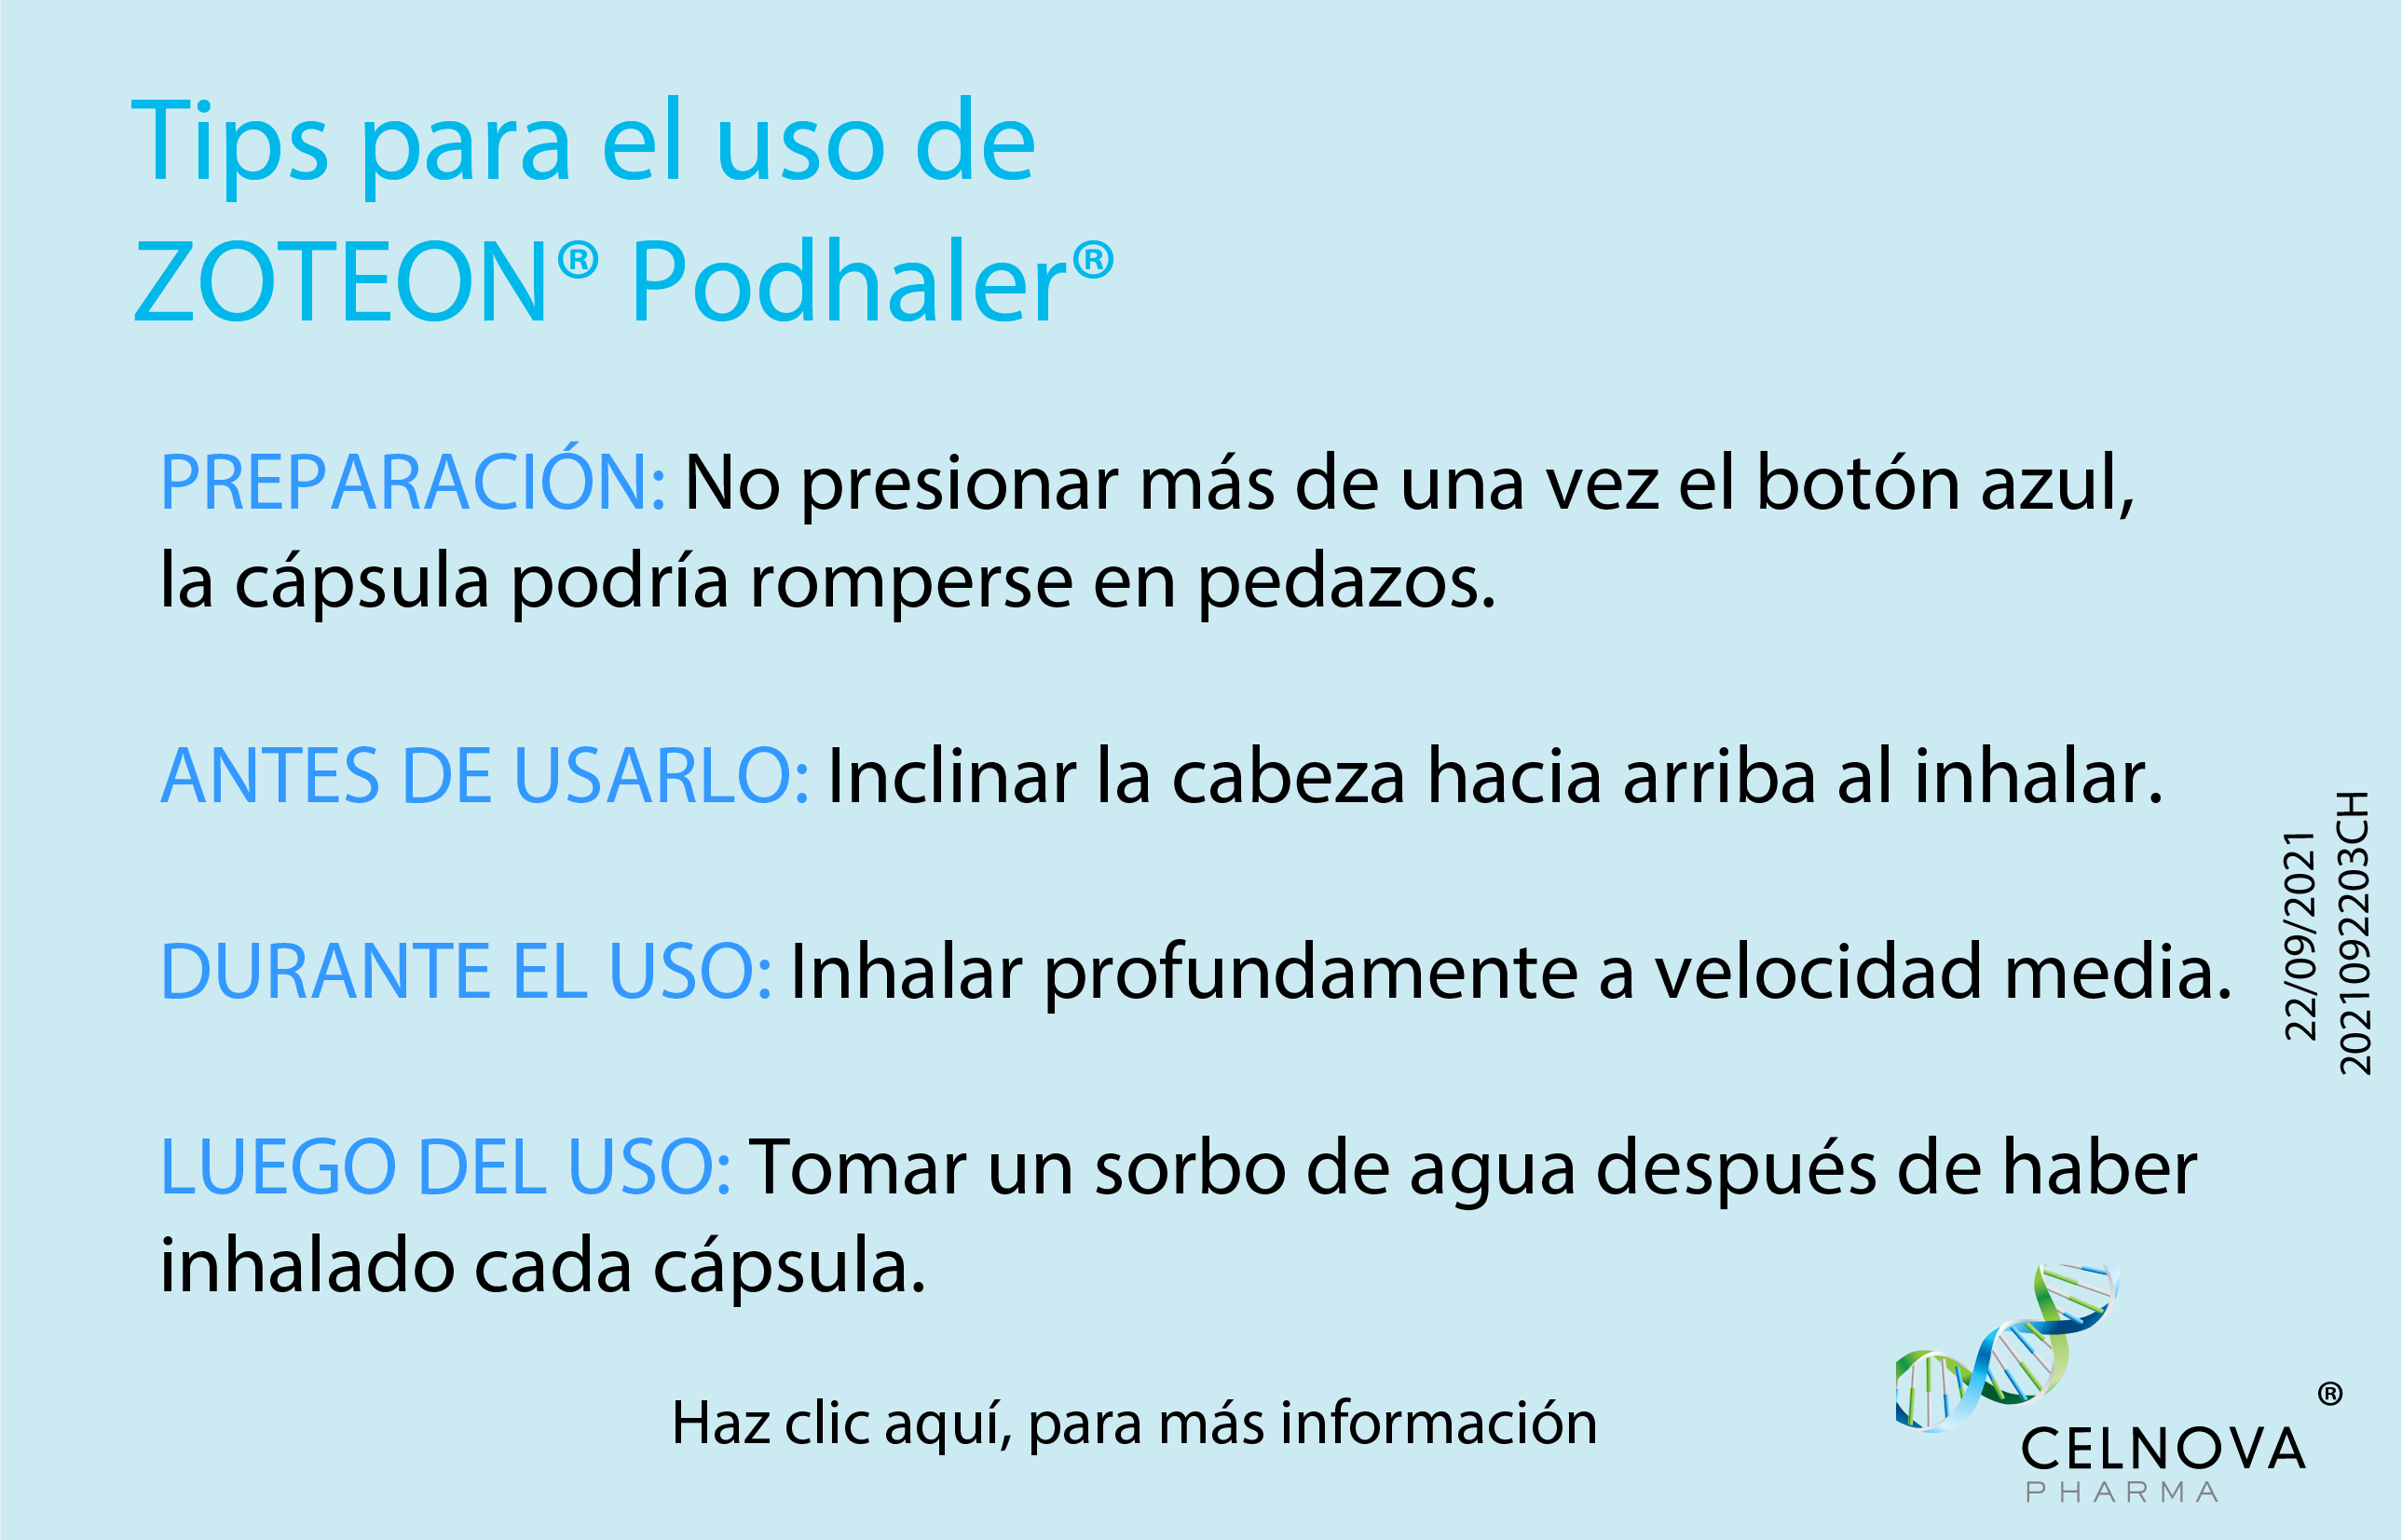 Tips para el uso de
ZOTEON® Podhaler®
PREPARACIÓN: No presionar más de una vez el botón azul,
la cápsula podría romperse en pedazos.
ANTES DE USARLO: Inclinar la cabeza hacia arriba al inhalar.
DURANTE EL USO: Inhalar profundamente a velocidad media.
LUEGO DEL USO: Tomar un sorbo de agua después de haber
inhalado cada cápsula.
22/09/2021
2021092203CH
Haz clic aquí, para más información
CELNOVA®
PHARMA